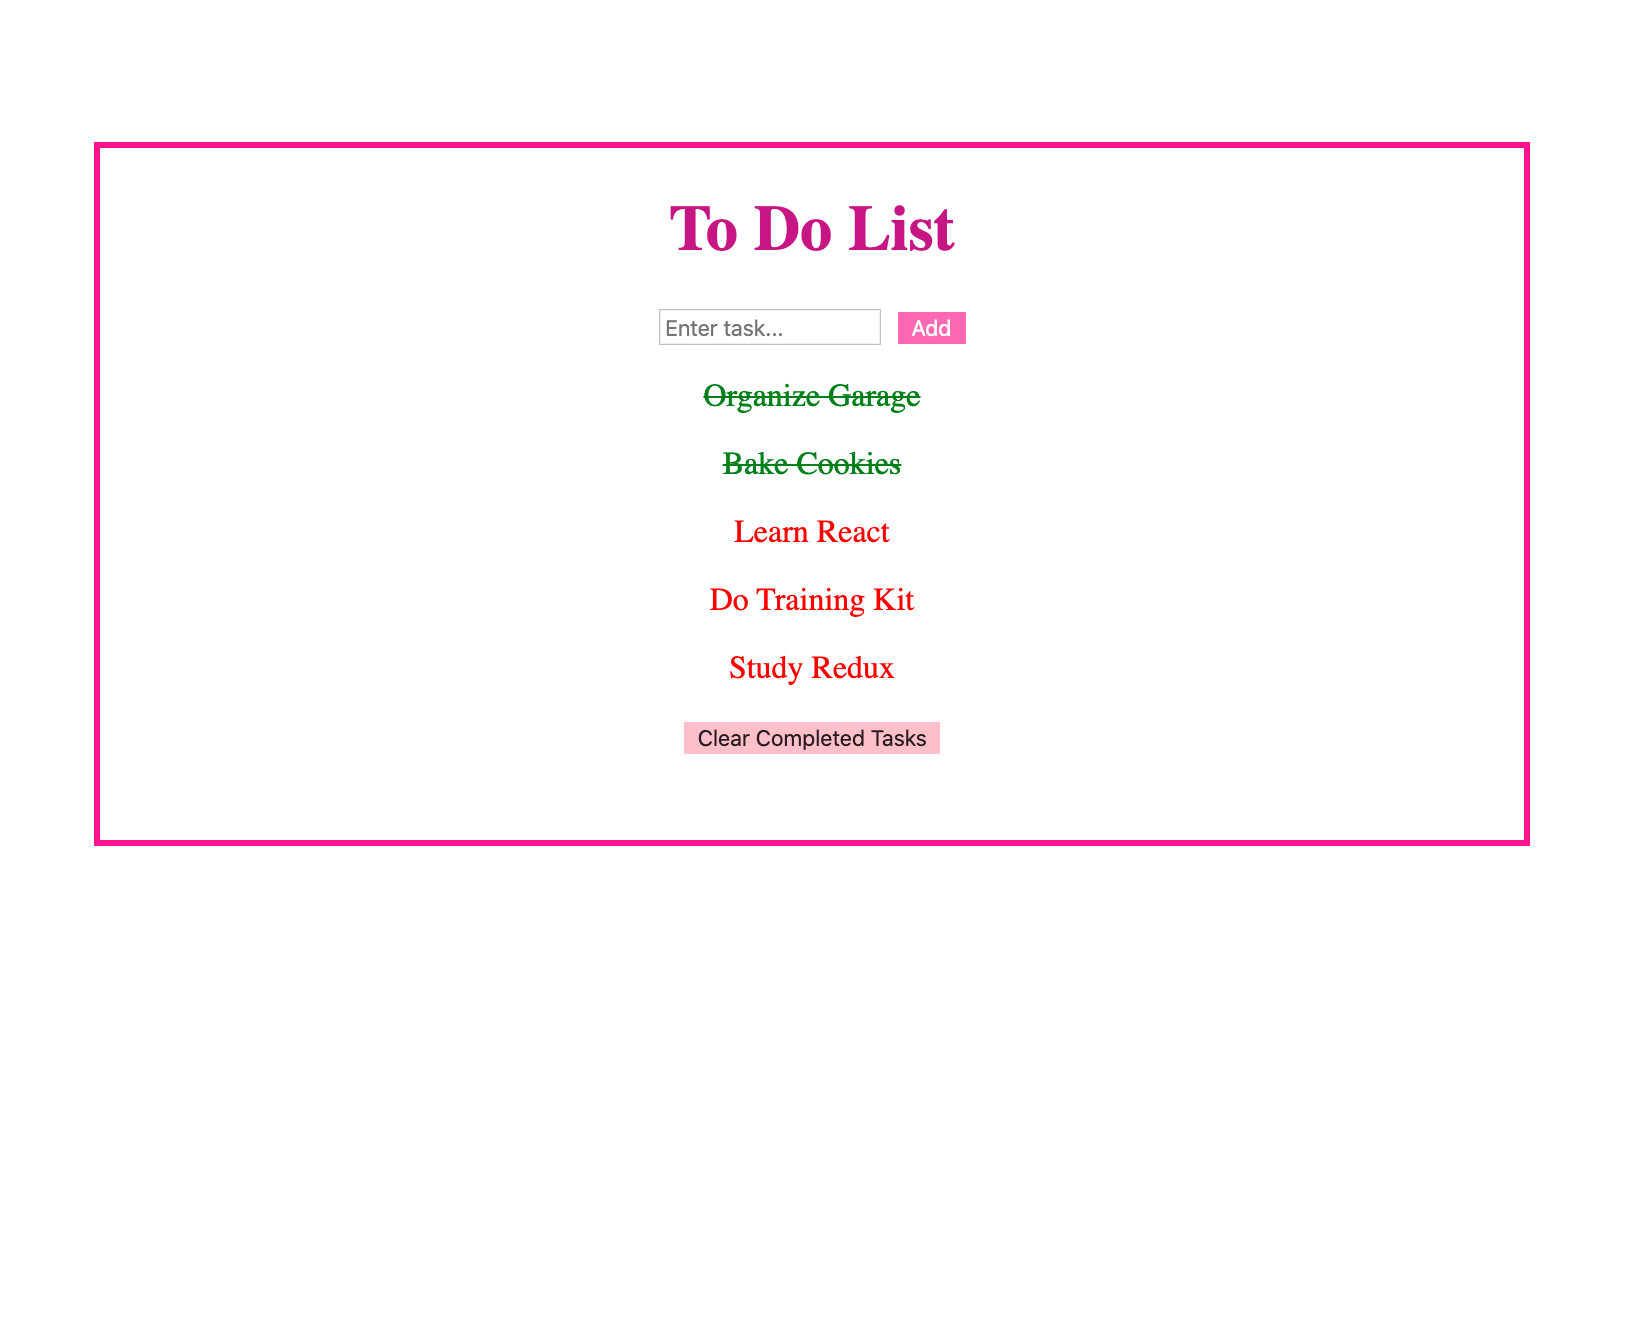 To Do List
Enter task... Add
Organize Garage
Bake Cookies
Learn React
Do Training Kit
Study Redux
Clear Completed Tasks